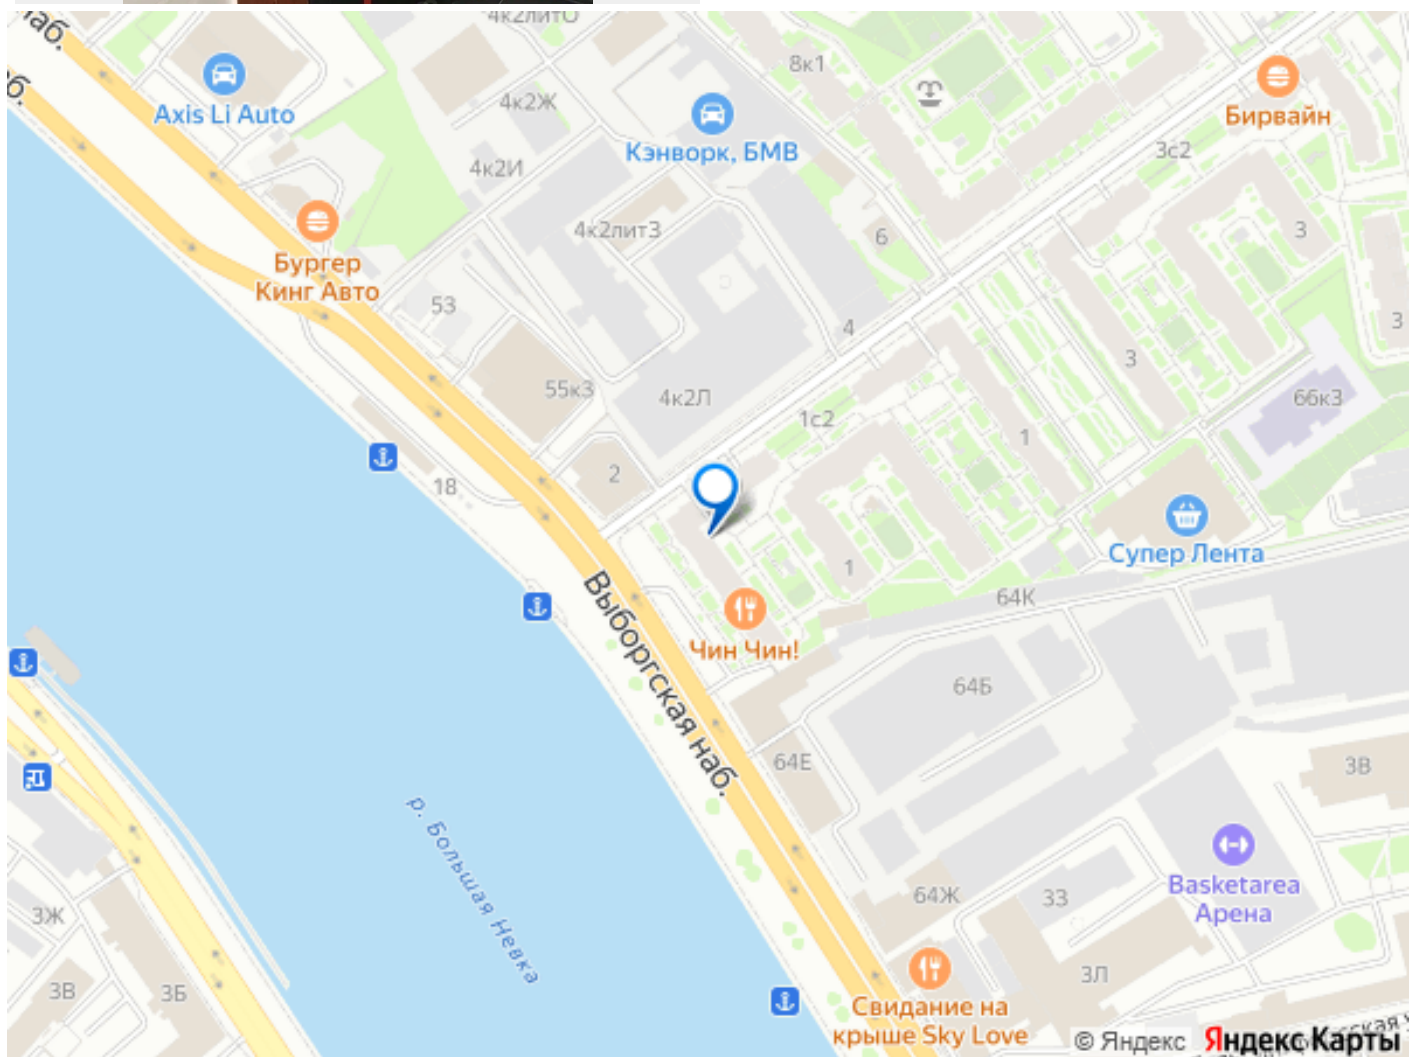 наб.
4к2литО
8к1
Axis Li Auto
4к2Ж
Кэнворк, БМВ
Бирвайн
3с2
4к2И
4к2литЗ
6
3
Бургер
Кинг Авто
53
4
3
3
55к3
4к2Л
1с2
66к3
1
2
18
Супер Лента
1
64К
Выборгская наб.
Чин Чин!
64Б
64Е
3В
р. Большая Невка
Basketarea
Арена
64Ж
33
3Ж
3Л
3В
3Б
Свидание на
крыше Sky Love
© Яндекс Яндекс Карты